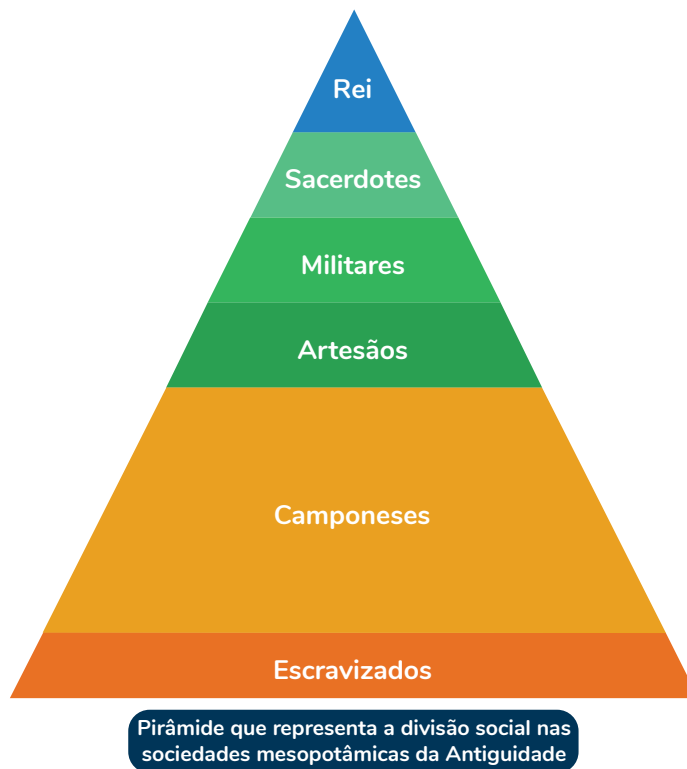 Rei
Sacerdotes
Militares
Artesãos
Camponeses
Escravizados
Pirâmide que representa a divisão social nas
sociedades mesopotâmicas da Antiguidade